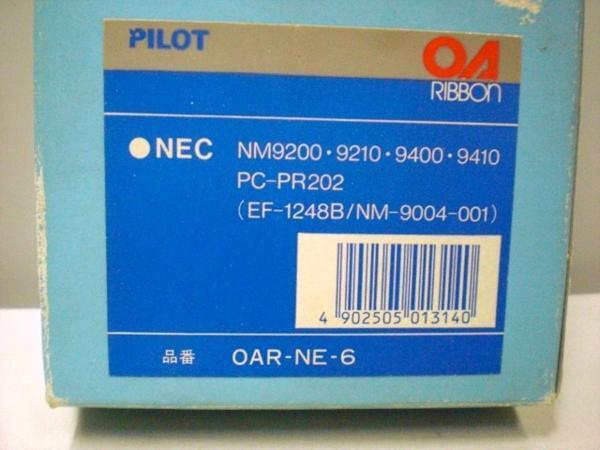 PILOT
OA
RIBBON
●NEC NM9200・9210・9400・9410
PC-PR202
(EF-1248B/NM-9004-001)
4 902505 013140
品番 OAR-NE-6